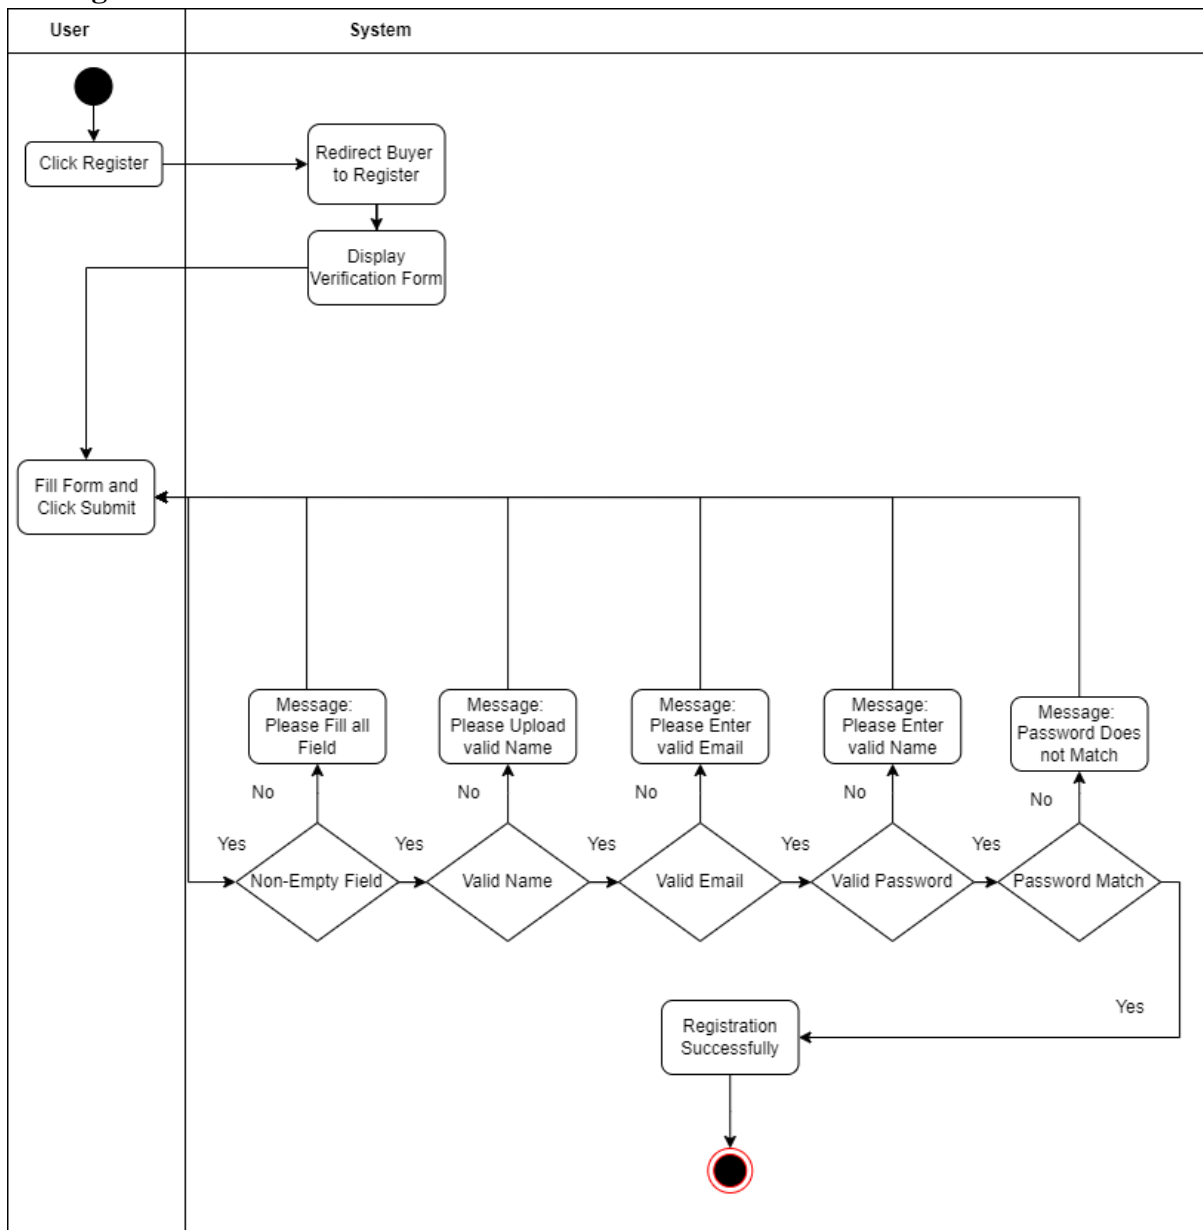 User
System
Click Register
Redirect Buyer
to Register
Display
Verification Form
Fill Form and
Click Submit
Message:
Please Fill all
Field
Message:
Please Upload
valid Name
Message:
Please Enter
valid Email
Message:
Please Enter
valid Name
Message:
Password Does
not Match
No
No
No
No
No
Yes
Yes
Yes
Yes
Yes
Non-Empty Field
Valid Name
Valid Email
Valid Password
Password Match
Yes
Registration
Successfully